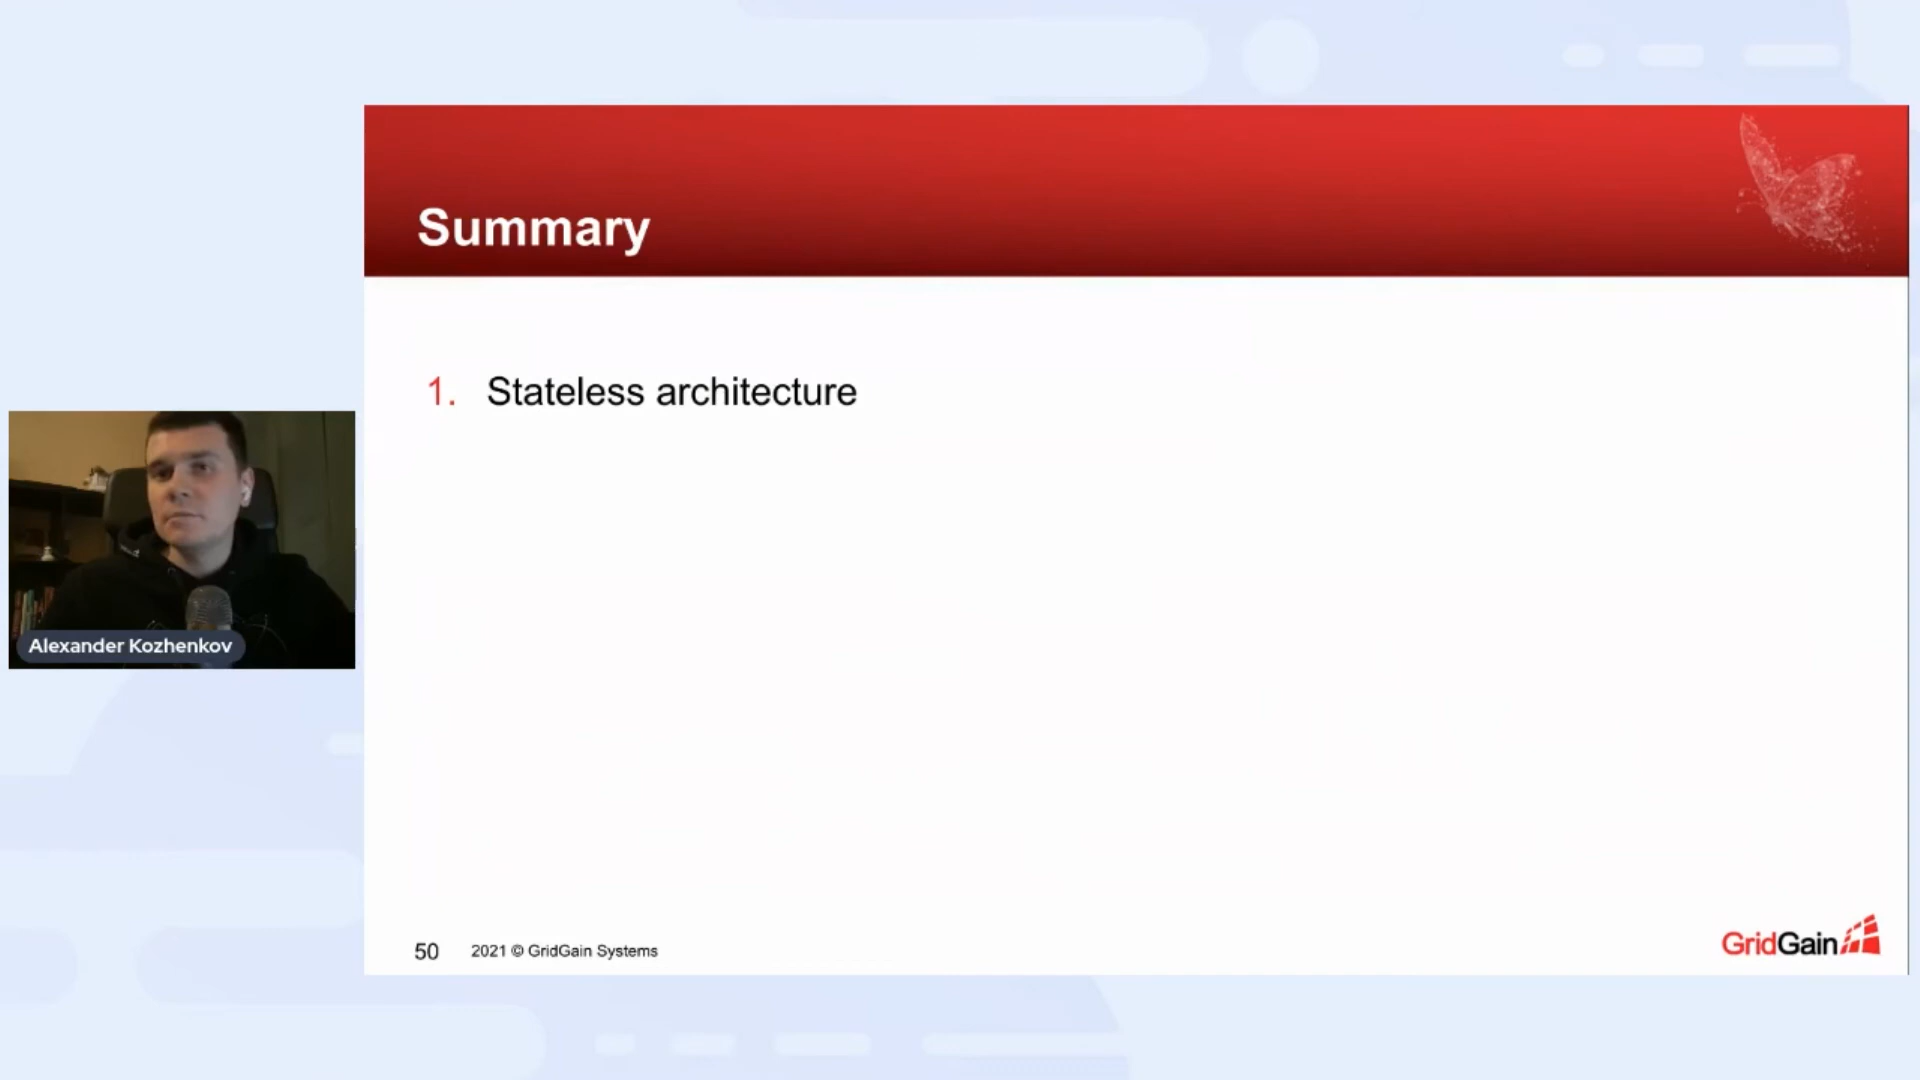 Summary
1. Stateless architecture
Alexander Kozhenkov
50 2021 © GridGain Systems
GridGain